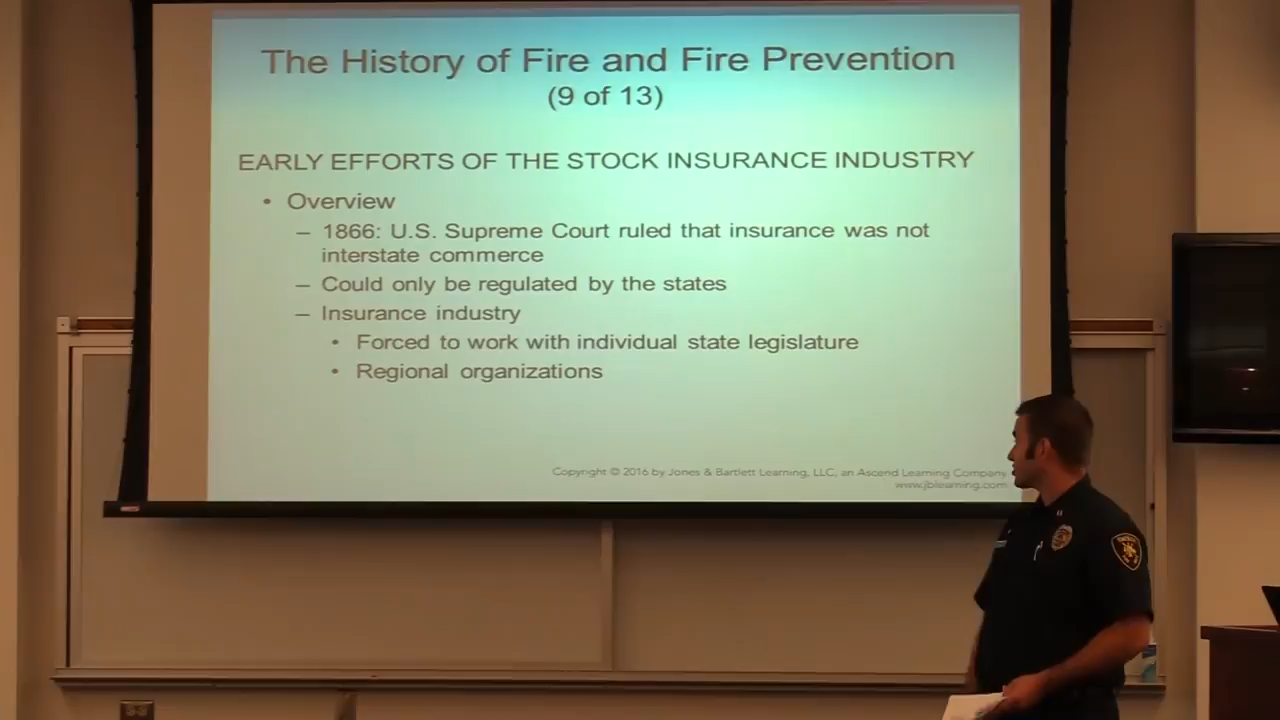 The History of Fire and Fire Prevention
(9 of 13)
EARLY EFFORTS OF THE STOCK INSURANCE INDUSTRY
• Overview
– 1866: U.S. Supreme Court ruled that insurance was not
interstate commerce
– Could only be regulated by the states
– Insurance industry
• Forced to work with individual state legislature
• Regional organizations
Copyright © 2016 by Jones & Bartlett Learning, LLC, an Ascend Learning Company
www.jblearning.com